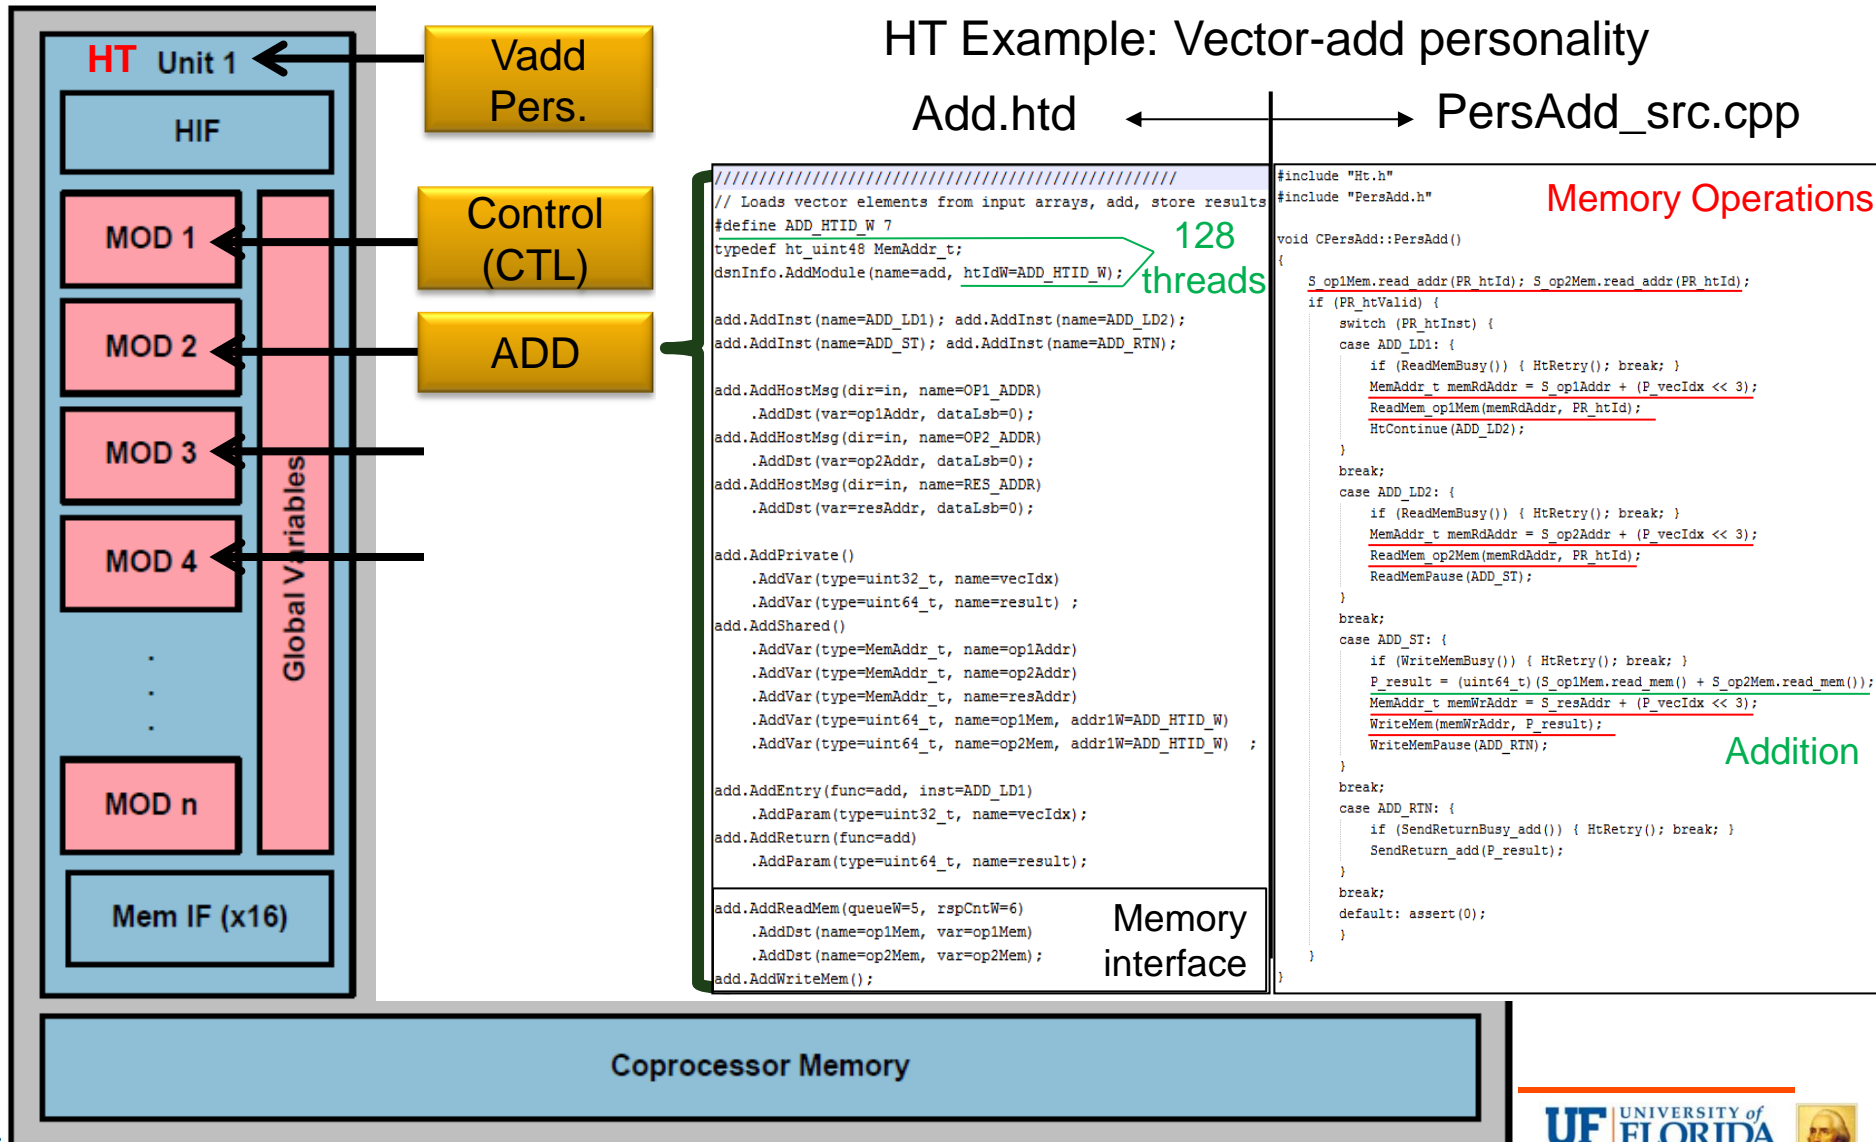 HT Example: Vector-add personality
Add.htd
PersAdd_src.cpp
HT Unit 1
HIF
MOD 1
MOD 2
MOD 3
MOD 4
.
.
.
MOD n
Global Variables
Mem IF (x16)
Coprocessor Memory
Vadd
Pers.
Control
(CTL)
ADD
////////////////////////////////////////////////////
// Loads vector elements from input arrays, add, store results
#define ADD_HTID_W 7
typedef ht_uint48 MemAddr_t;
dsnInfo.AddModule(name=add, htIdW=ADD_HTID_W);
128
threads
add.AddInst(name=ADD_LD1); add.AddInst(name=ADD_LD2);
add.AddInst(name=ADD_ST); add.AddInst(name=ADD_RTN);
add.AddHostMsg(dir=in, name=OP1_ADDR)
.AddDst(var=op1Addr, dataLsb=0);
add.AddHostMsg(dir=in, name=OP2_ADDR)
.AddDst(var=op2Addr, dataLsb=0);
add.AddHostMsg(dir=in, name=RES_ADDR)
.AddDst(var=resAddr, dataLsb=0);
add.AddPrivate()
.AddVar(type=uint32_t, name=vecIdx)
.AddVar(type=uint64_t, name=result) ;
add.AddShared()
.AddVar(type=MemAddr_t, name=op1Addr)
.AddVar(type=MemAddr_t, name=op2Addr)
.AddVar(type=MemAddr_t, name=resAddr)
.AddVar(type=uint64_t, name=op1Mem, addr1W=ADD_HTID_W)
.AddVar(type=uint64_t, name=op2Mem, addr1W=ADD_HTID_W) ;
add.AddEntry(func=add, inst=ADD_LD1)
.AddParam(type=uint32_t, name=vecIdx);
add.AddReturn(func=add)
.AddParam(type=uint64_t, name=result);
add.AddReadMem(queueW=5, rspCntW=6)
.AddDst(name=op1Mem, var=op1Mem)
.AddDst(name=op2Mem, var=op2Mem);
add.AddWriteMem();
Memory
interface
#include "Ht.h"
#include "PersAdd.h"
Memory Operations
void CPersAdd::PersAdd()
{
S_op1Mem.read_addr(PR_htId); S_op2Mem.read_addr(PR_htId);
if (PR_htValid) {
switch (PR_htInst) {
case ADD_LD1: {
if (ReadMemBusy()) { HtRetry(); break; }
MemAddr_t memRdAddr = S_op1Addr + (P_vecIdx << 3);
ReadMem_op1Mem(memRdAddr, PR_htId);
HtContinue(ADD_LD2);
}
break;
case ADD_LD2: {
if (ReadMemBusy()) { HtRetry(); break; }
MemAddr_t memRdAddr = S_op2Addr + (P_vecIdx << 3);
ReadMem_op2Mem(memRdAddr, PR_htId);
ReadMemPause(ADD_ST);
}
break;
case ADD_ST: {
if (WriteMemBusy()) { HtRetry(); break; }
P_result = (uint64_t)(S_op1Mem.read_mem() + S_op2Mem.read_mem());
MemAddr_t memWrAddr = S_resAddr + (P_vecIdx << 3);
WriteMem(memWrAddr, P_result);
WriteMemPause(ADD_RTN);
}
Addition
break;
case ADD_RTN: {
if (SendReturnBusy_add()) { HtRetry(); break; }
SendReturn_add(P_result);
}
break;
default: assert(0);
}
}
}
UF UNIVERSITY of
FLORIDA